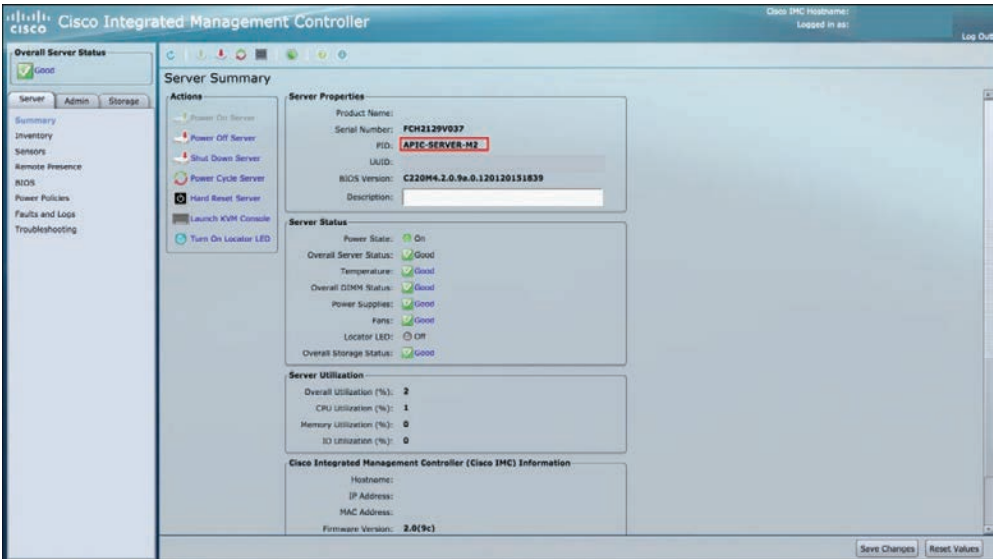 Cisco IMC Hostname:
CISCO Cisco Integrated Management Controller
Logged in as:
Log Out
Overall Server Status
Good
Server Admin Storage
Summary
Inventory
Sensors
Remote Presence
BIOS
Power Policies
Faults and Logs
Troubleshooting
Server Summary
Actions
Power On Server
Power Off Server
Shut Down Server
Power Cycle Server
Hard Reset Server
Launch KVM Console
Turn On Locator LED
Server Properties
Product Name:
Serial Number: FCH2129V037
PID: APIC-SERVER-M2
UUID:
BIOS Version: C220M4.2.0.9a.0.120120151839
Description:
Server Status
Power State: On
Overall Server Status: Good
Temperature: Good
Overall DIMM Status: Good
Power Supplies: Good
Fans: Good
Locator LED: Off
Overall Storage Status: Good
Server Utilization
Overall Utilization (%): 2
CPU Utilization (%): 1
Memory Utilization (%): 0
IO Utilization (%): 0
Cisco Integrated Management Controller (Cisco IMC) Information
Hostname:
IP Address:
MAC Address:
Firmware Version: 2.0(9c)
Save Changes Reset Values